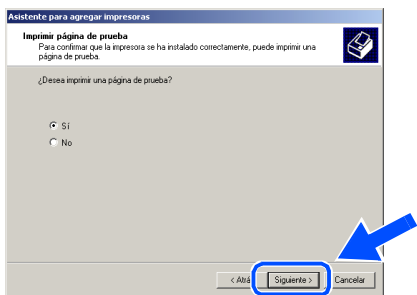 Asistente para agregar impresoras
Imprimir página de prueba
Para confirmar que la impresora se ha instalado correctamente, puede imprimir una
página de prueba.
¿Desea imprimir una página de prueba?
Sí
No
< Atrá
Siguiente >
Cancelar